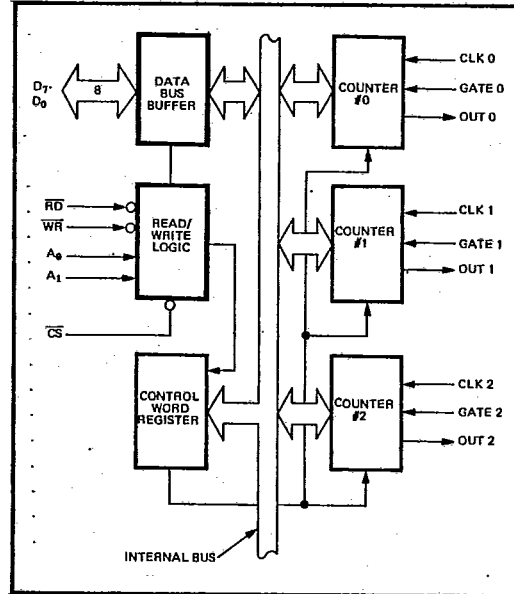 D7-
D0
8
DATA
BUS
BUFFER
RD
WR
A0
A1
CS
READ/
WRITE
LOGIC
CONTROL
WORD
REGISTER
INTERNAL BUS
COUNTER
#0
CLK 0
GATE 0
OUT 0
COUNTER
#1
CLK 1
GATE 1
OUT 1
COUNTER
#2
CLK 2
GATE 2
OUT 2